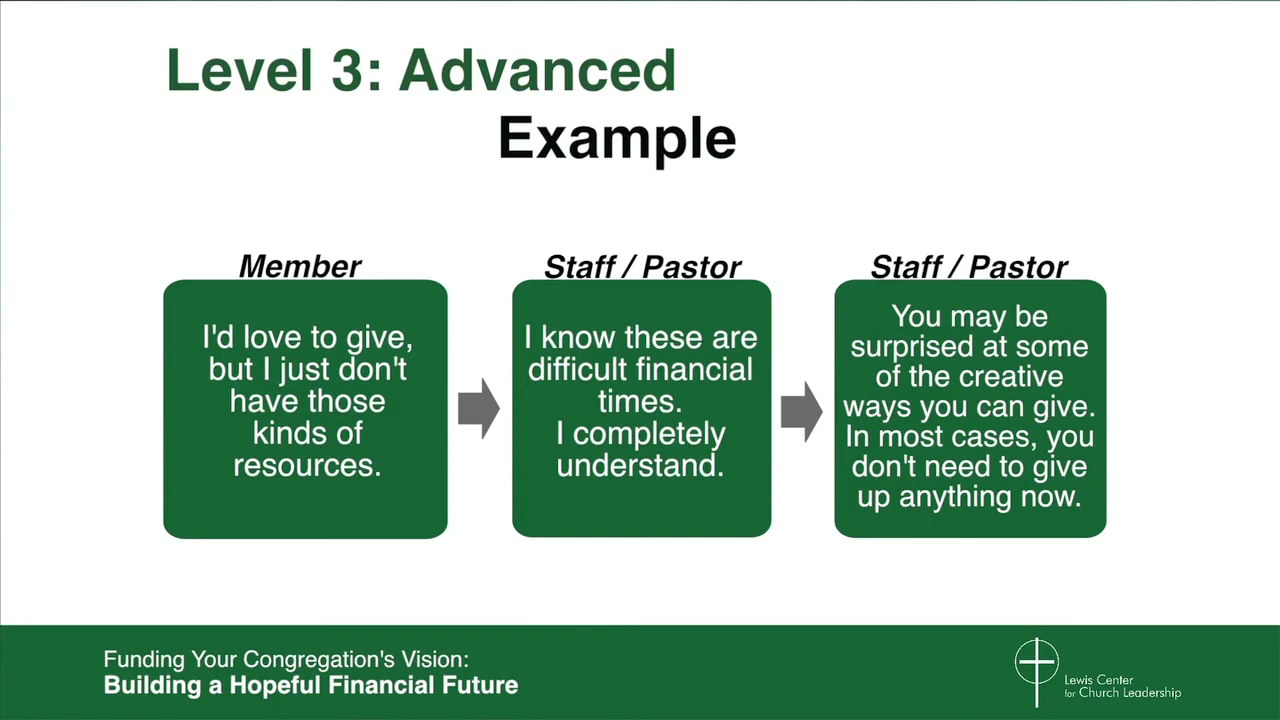 Level 3: Advanced
Example
Member
I'd love to give,
but I just don't
have those
kinds of
resources.
Staff / Pastor
I know these are
difficult financial
times.
I completely
understand.
Staff / Pastor
You may be
surprised at some
of the creative
ways you can give.
In most cases, you
don't need to give
up anything now.
Funding Your Congregation's Vision:
Building a Hopeful Financial Future
Lewis Center
for Church Leadership